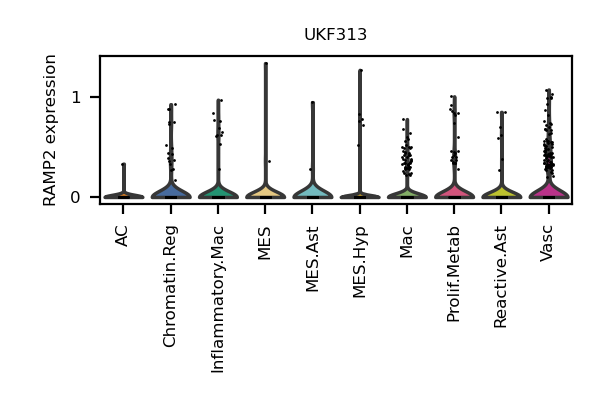 UKF313
RAMP2 expression
1
0
AC
Chromatin.Reg
Inflammatory.Mac
MES
MES.Ast
MES.Hyp
Mac
Prolif.Metab
Reactive.Ast
Vasc